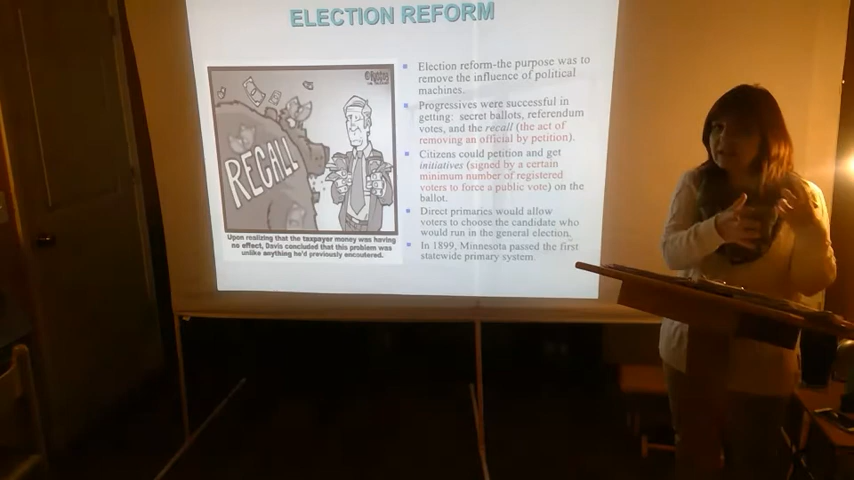 ELECTION REFORM
RECALL
Upon realizing that the taxpayer money was having
no effect, Davis concluded that this problem was
unlike anything he'd previously encoutered.
Election reform-the purpose was to
remove the influence of political
machines.
Progressives were successful in
getting: secret ballots, referendum
votes, and the recall (the act of
removing an official by petition).
Citizens could petition and get
initiatives (signed by a certain
minimum number of registered
voters to force a public vote) on the
ballot.
Direct primaries would allow
voters to choose the candidate who
would run in the general election.
In 1899, Minnesota passed the first
statewide primary system.